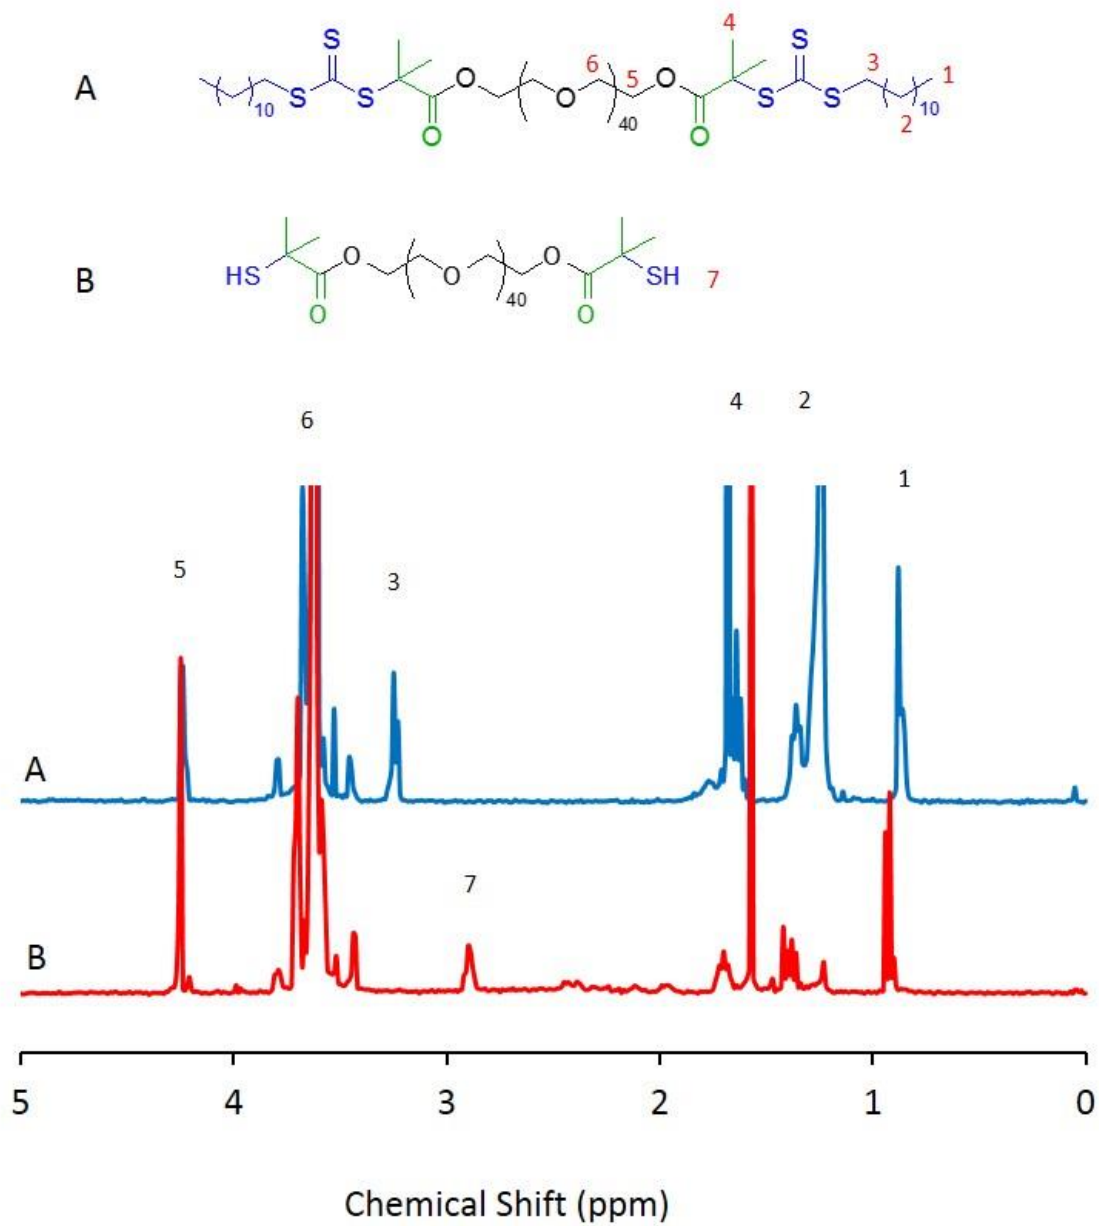 4
S S
6 5 3 1
A O O
S S O S S
10 40 10
O O 2
B HS O O O SH 7
40
O O
4 2
6
1
5 3
A
7
B
5 4 3 2 1 0
Chemical Shift (ppm)